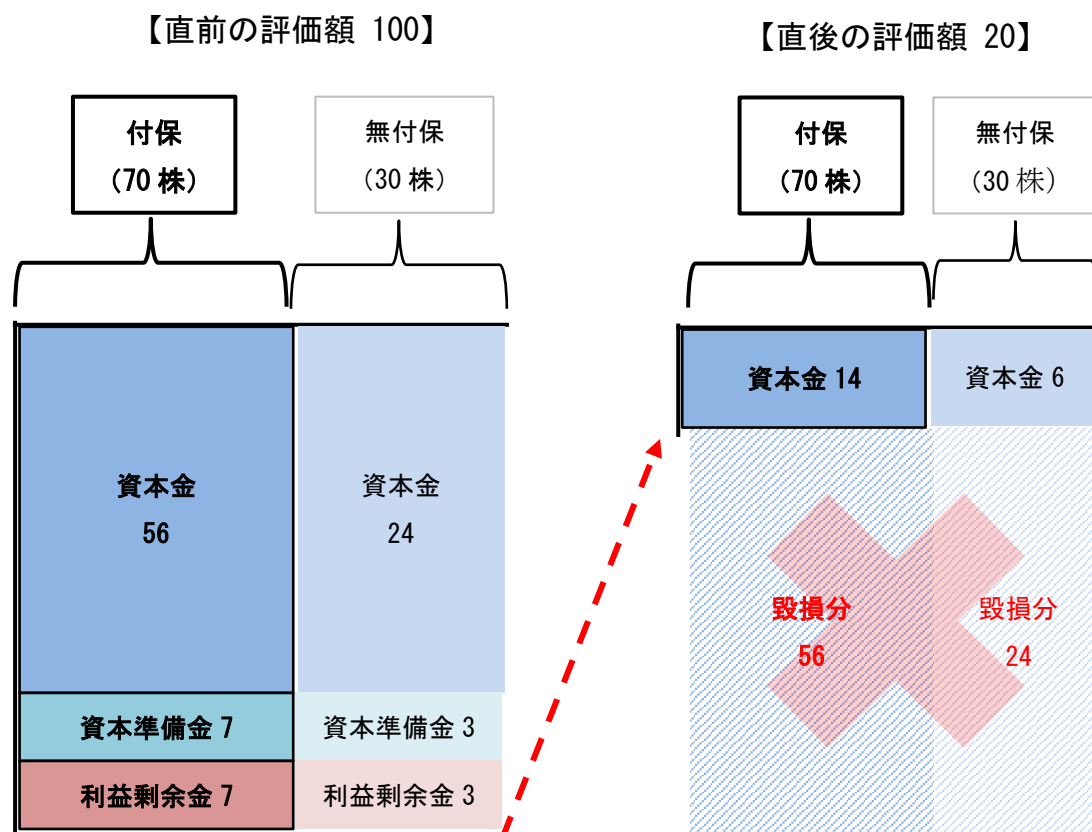 【直前の評価額 100】
【直後の評価額 20】
付保
(70 株)
無付保
(30 株)
付保
(70 株)
無付保
(30 株)
資本金
56
資本金
24
資本準備金 7
資本準備金 3
利益剰余金 7
利益剰余金 3
資本金 14
資本金 6
毀損分
56
毀損分
24